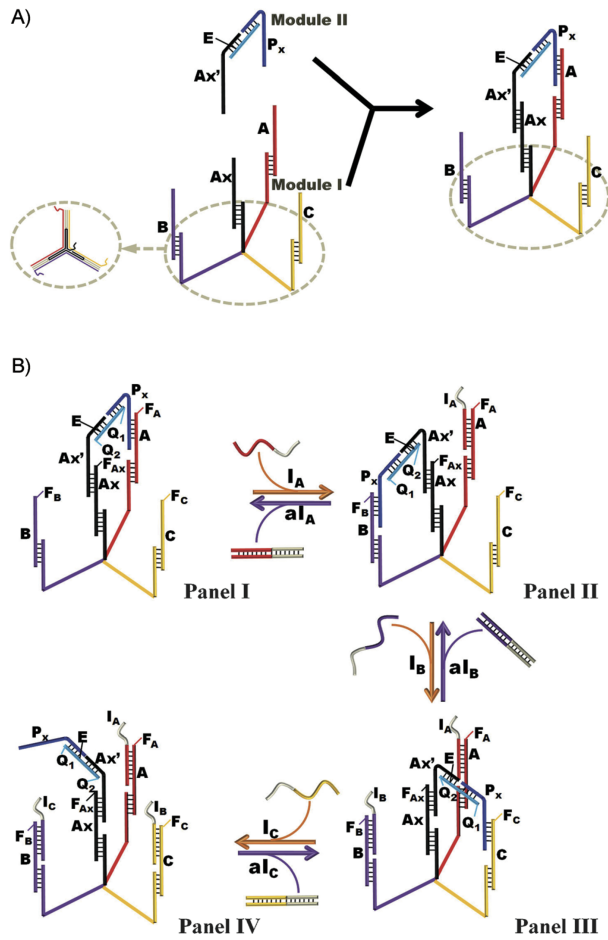 A)
Module II
E
Px
Ax'
A
Ax
Module I
B
C
Px
E
A
Ax'
Ax
B
C
B)
Px
E
FA
Q1
A
Q2
Ax'
FAx
FB
Ax
FC
B
C
Panel I
IA
aIA
IA
FA
A
E
Ax'
Q2
FAx
Px
Q1
FB
Ax
FC
B
C
Panel II
IB
aIB
Px
E
Q1
Ax'
Q2
IA
FA
A
IC
FAx
IB
FB
Ax
FC
B
C
Panel IV
IC
aIC
IA
FA
A
Ax'
E
Q2
Px
IB
FAx
Q1
FC
FB
Ax
B
C
Panel III